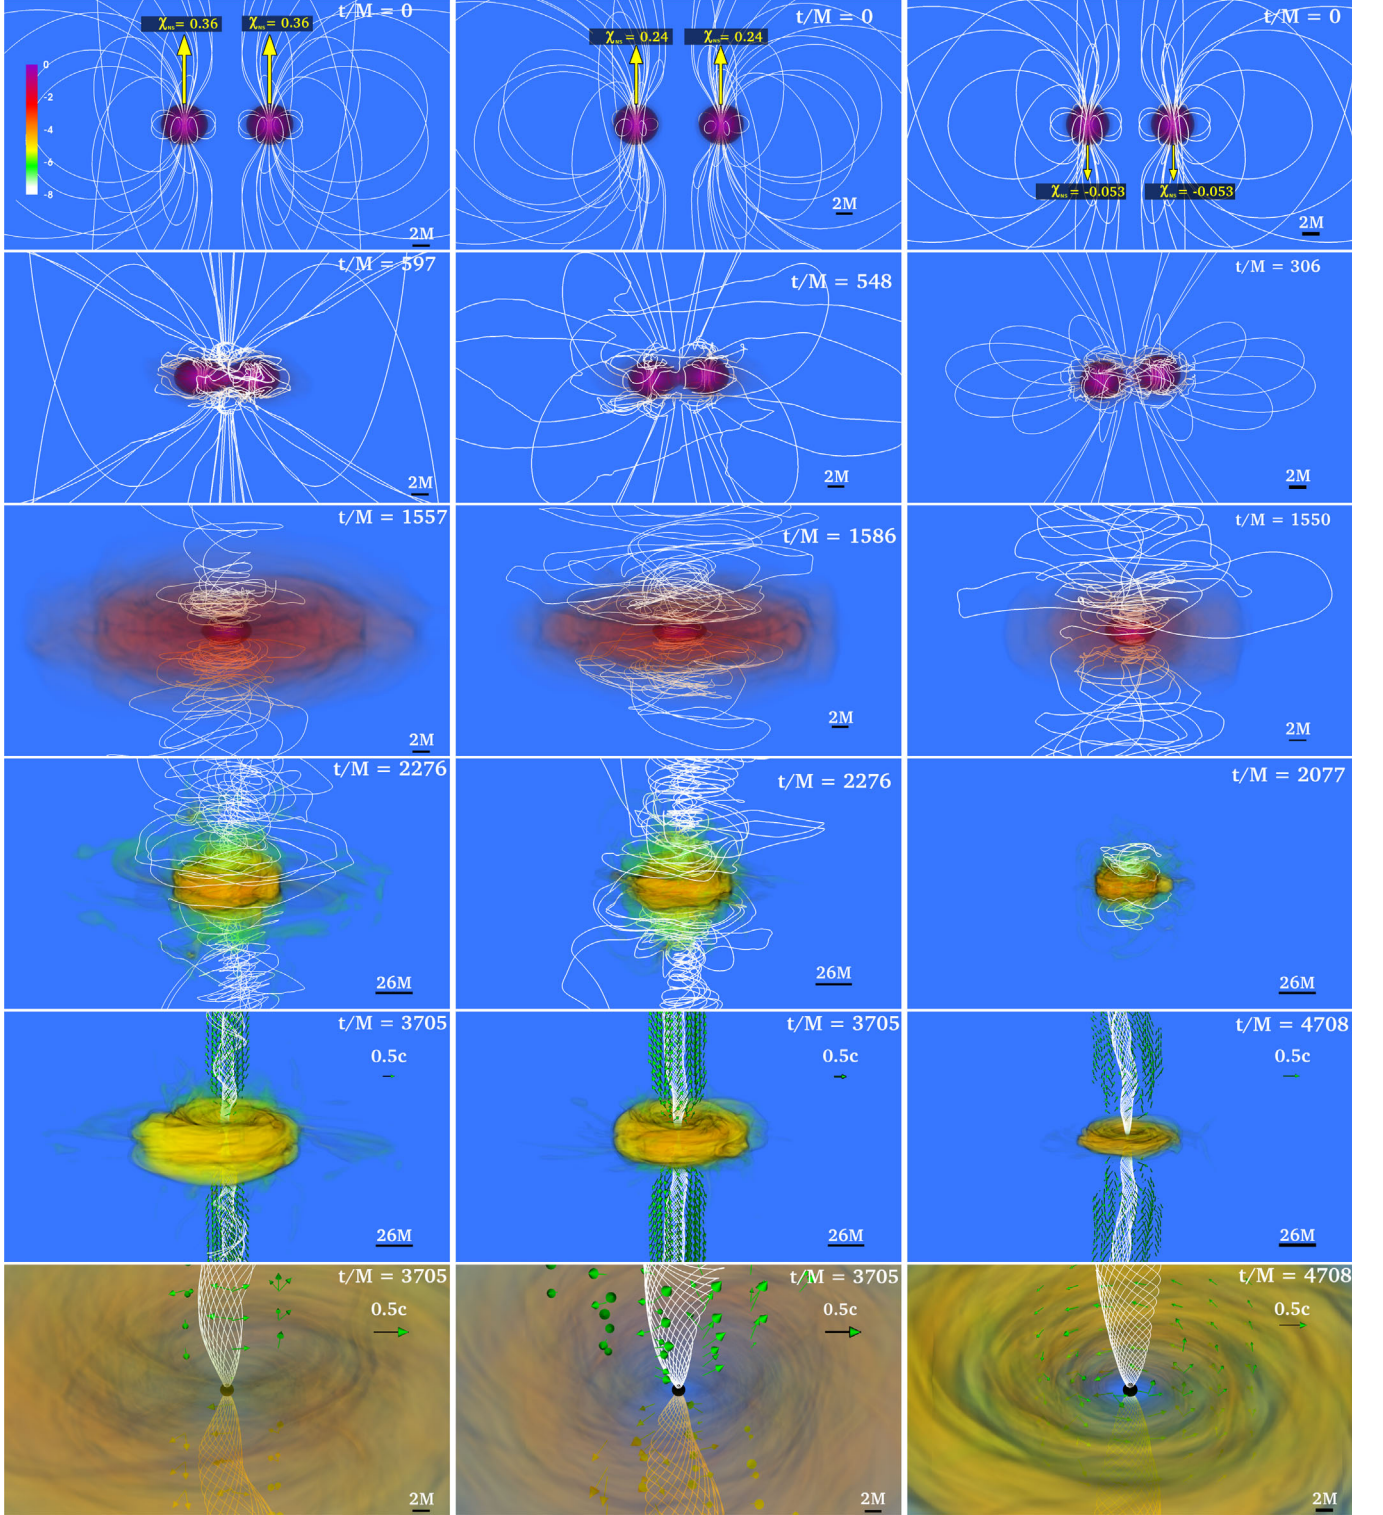 t/M = 0
χNS = 0.36
χNS = 0.36
0
-2
-4
-6
-8
2M
t/M = 0
χNS = 0.24
χNS = 0.24
2M
t/M = 0
χNS = -0.053
χNS = -0.053
2M
t/M = 597
2M
t/M = 548
2M
t/M = 306
2M
t/M = 1557
2M
t/M = 1586
2M
t/M = 1550
2M
t/M = 2276
26M
t/M = 2276
26M
t/M = 2077
26M
t/M = 3705
0.5c
26M
t/M = 3705
0.5c
26M
t/M = 4708
0.5c
26M
t/M = 3705
0.5c
2M
t/M = 3705
0.5c
2M
t/M = 4708
0.5c
2M